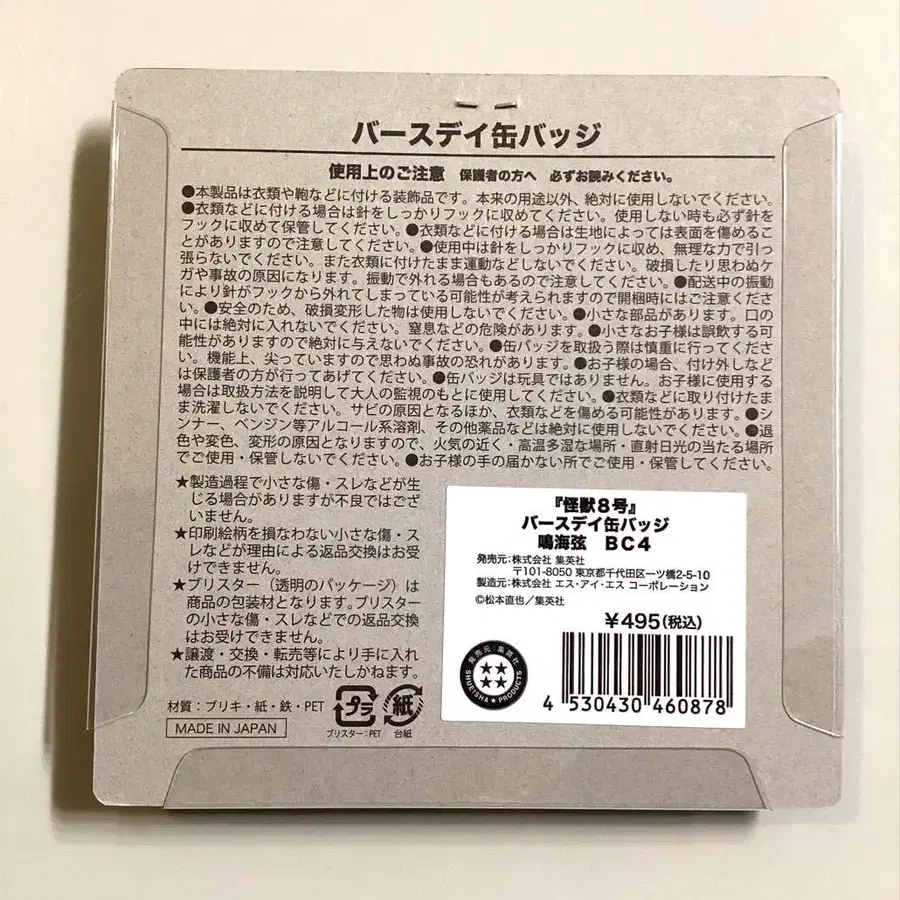 バースデイ缶バッジ
使用上のご注意 保護者の方へ 必ずお読みください。
●本製品は衣類や鞄などに付ける装飾品です。本来の用途以外、絶対に使用しないでください。
●衣類などに付ける場合は針をしっかりフックに収めてください。使用しない時も必ず針を
フックに収めて保管してください。●衣類などに付ける場合は生地によっては表面を傷めるこ
とがありますので注意してください。●使用中は針をしっかりフックに収め、無理な力で引っ
張らないでください。また衣類に付けたまま運動などしないでください。破損したり思わぬケ
ガや事故の原因になります。振動で外れる場合もあるので注意してください。●配送中の振動
により針がフックから外れてしまっている可能性が考えられますので開梱時にはご注意くださ
い。●安全のため、破損変形した物は使用しないでください。●小さな部品があります。口の
中には絶対に入れないでください。窒息などの危険があります。●小さなお子様は誤飲する可
能性がありますので絶対に与えないでください。●缶バッジを取扱う際は慎重に行ってくださ
い。機能上、尖っていますので思わぬ事故の恐れがあります。●お子様の場合、付け外しなど
は保護者の方が行ってあげてください。●缶バッジは玩具ではありません。お子様に使用する
場合は取扱方法を説明して大人の監視のもとに使用してください。●衣類などに取り付けたま
ま洗濯しないでください。サビの原因となるほか、衣類などを傷める可能性があります。●シ
ンナー、ベンジン等アルコール系溶剤、その他薬品などは絶対に使用しないでください。●退
色や変色、変形の原因となりますので、火気の近く・高温多湿な場所・直射日光の当たる場所
でご使用・保管しないでください。●お子様の手の届かない所でご使用・保管してください。
★製造過程で小さな傷・スレなどが生
じる場合がありますが不良ではござ
いません。
★印刷絵柄を損なわない小さな傷・ス
レなどが理由による返品交換はお受
けできません。
★ブリスター（透明のパッケージ）は
商品の包装材となります。ブリスター
の小さな傷・スレなどでの返品交換
はお受けできません。
★譲渡・交換・転売等により手に入れ
た商品の不備は対応いたしかねます。
材質：ブリキ・紙・鉄・PET
MADE IN JAPAN
プラ
ブリスター：PET
紙
台紙
『怪獣８号』
バースデイ缶バッジ
鳴海弦 ＢＣ４
発売元：株式会社 集英社
〒101-8050 東京都千代田区一ツ橋2-5-10
製造元：株式会社 エス・アイ・エス コーポレーション
©松本直也／集英社
¥495(税込)
発売元：集英社
SHUEISHA★PRODUCTS
4 530430 460878